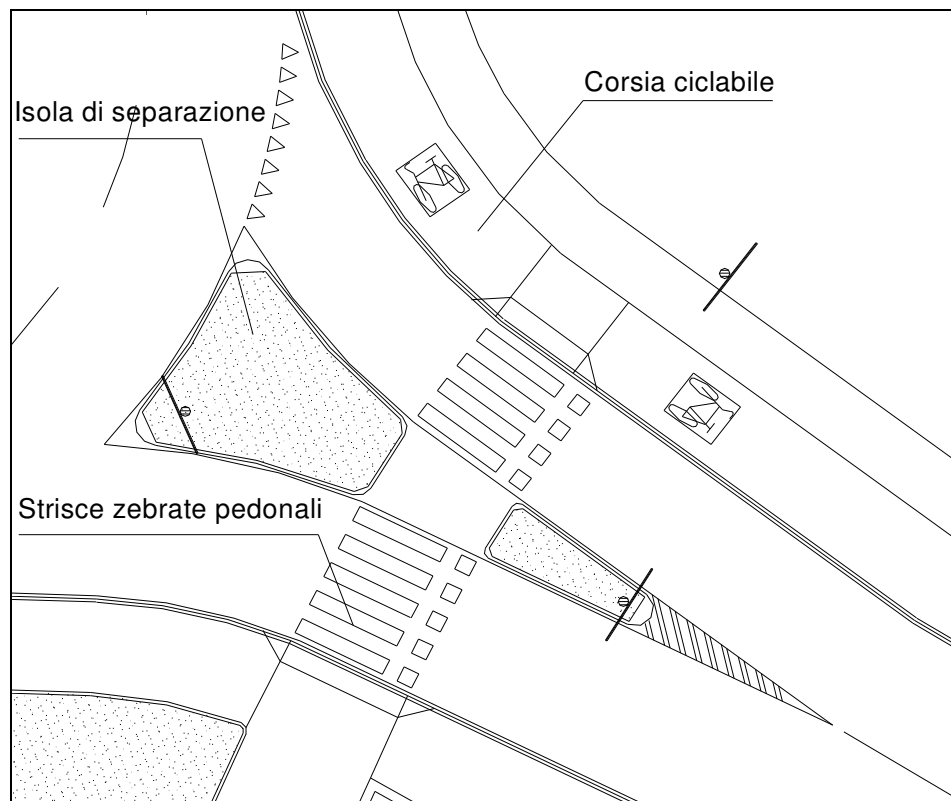 Corsia ciclabile
Isola di separazione
Strisce zebrate pedonali